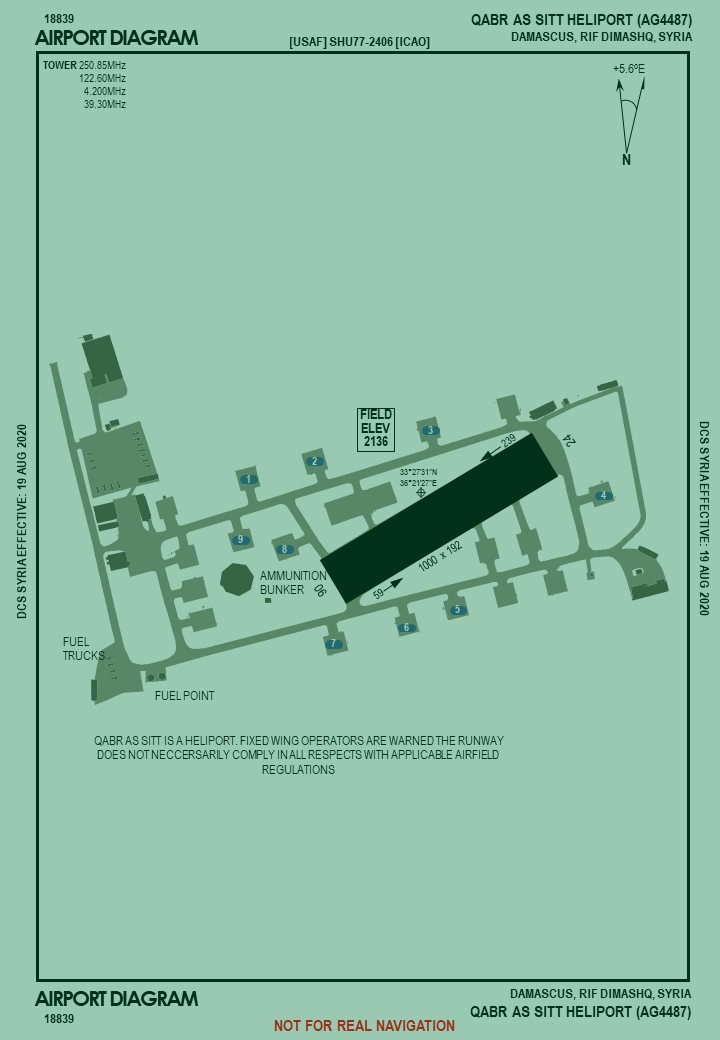 18839
QABR AS SITT HELIPORT (AG4487)
AIRPORT DIAGRAM
[USAF] SHU77-2406 [ICAO]
DAMASCUS, RIF DIMASHQ, SYRIA
TOWER 250.85MHz
122.60MHz
4.200MHz
39.30MHz
+5.6ºE
N
FIELD
ELEV
2136
33°27'31"N
36°21'27"E
239
24
06
59
1000 x 192
1
2
3
4
5
6
7
8
9
AMMUNITION
BUNKER
FUEL
TRUCKS
FUEL POINT
QABR AS SITT IS A HELIPORT. FIXED WING OPERATORS ARE WARNED THE RUNWAY
DOES NOT NECCERSARILY COMPLY IN ALL RESPECTS WITH APPLICABLE AIRFIELD
REGULATIONS
DCS SYRIA EFFECTIVE: 19 AUG 2020
DCS SYRIA EFFECTIVE: 19 AUG 2020
AIRPORT DIAGRAM
DAMASCUS, RIF DIMASHQ, SYRIA
18839
QABR AS SITT HELIPORT (AG4487)
NOT FOR REAL NAVIGATION